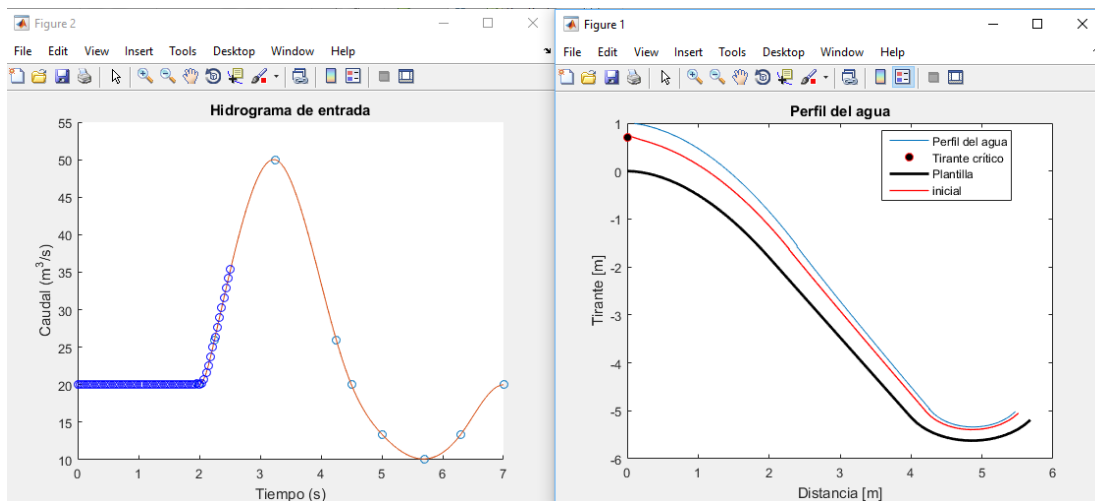 Figure 2
File Edit View Insert Tools Desktop Window Help
Hidrograma de entrada
55
50
45
40
35
30
25
20
15
10
Caudal (m³/s)
0 1 2 3 4 5 6 7
Tiempo (s)
Figure 1
File Edit View Insert Tools Desktop Window Help
Perfil del agua
1
0
-1
-2
-3
-4
-5
-6
Tirante [m]
Perfil del agua
Tirante crítico
Plantilla
inicial
0 1 2 3 4 5 6
Distancia [m]